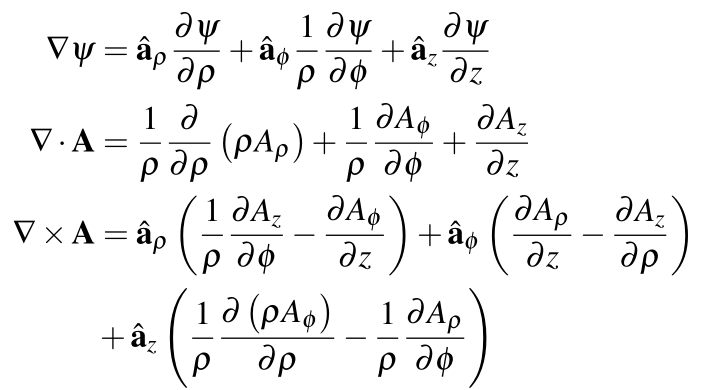 ∇ψ = â_ρ ∂ψ/∂ρ + â_ϕ 1/ρ ∂ψ/∂ϕ + â_z ∂ψ/∂z
∇ · A = 1/ρ ∂/∂ρ (ρA_ρ) + 1/ρ ∂A_ϕ/∂ϕ + ∂A_z/∂z
∇ × A = â_ρ (1/ρ ∂A_z/∂ϕ − ∂A_ϕ/∂z) + â_ϕ (∂A_ρ/∂z − ∂A_z/∂ρ)
+ â_z (1/ρ ∂(ρA_ϕ)/∂ρ − 1/ρ ∂A_ρ/∂ϕ)